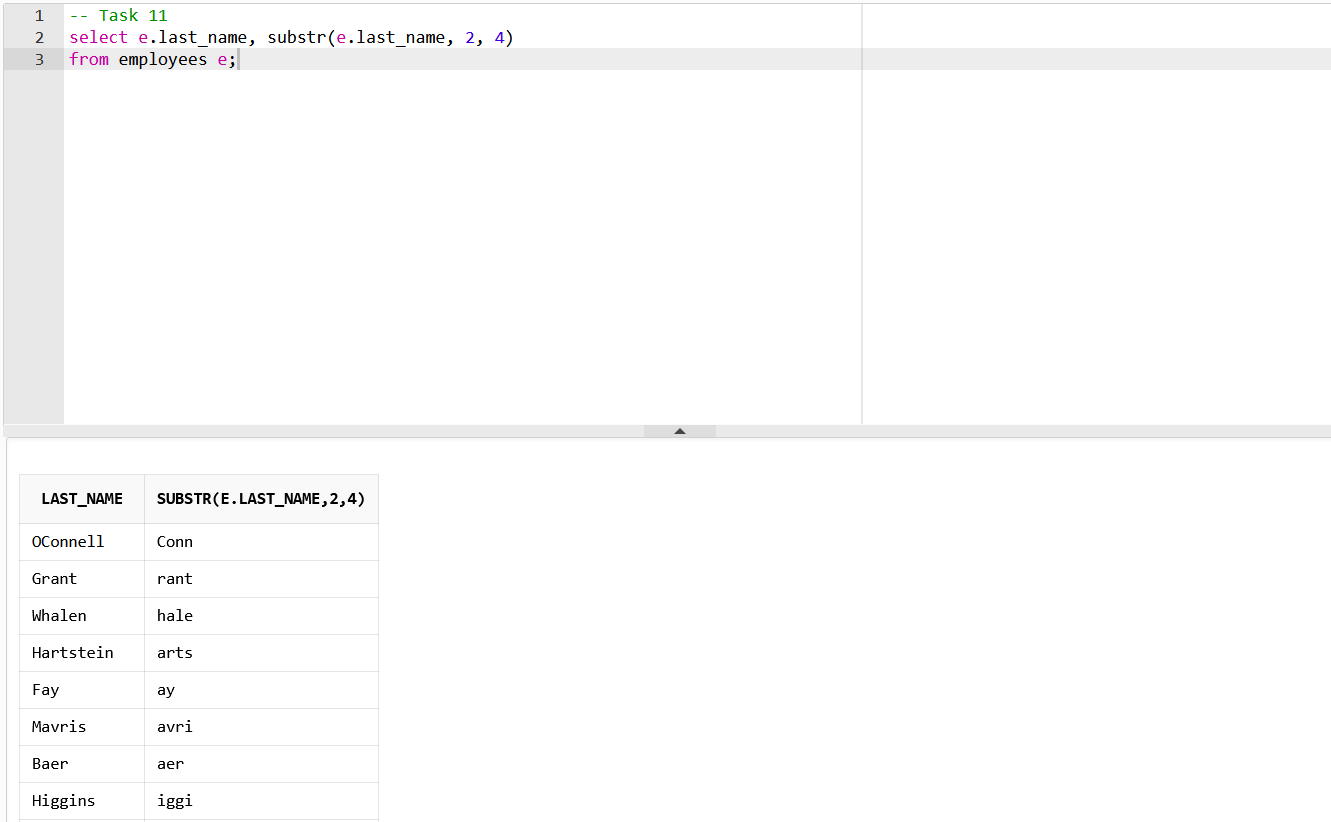 1 -- Task 11
2 select e.last_name, substr(e.last_name, 2, 4)
3 from employees e;
LAST_NAME SUBSTR(E.LAST_NAME,2,4)
OConnell Conn
Grant rant
Whalen hale
Hartstein arts
Fay ay
Mavris avri
Baer aer
Higgins iggi